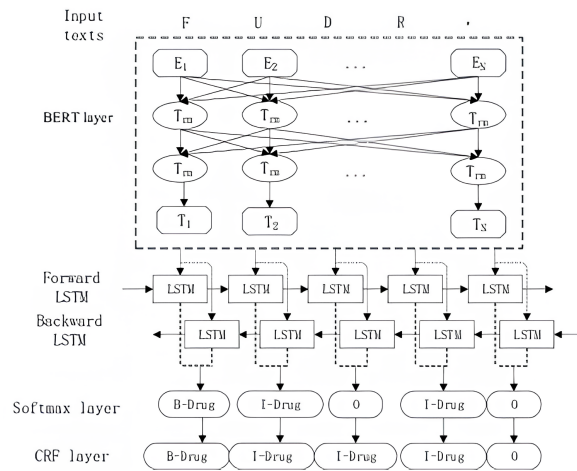 Input texts F U D R ,
E1 E2 ... EN
BERT layer Trm Trm ... Trm
Trm Trm ... Trm
T1 T2 TN
Forward LSTM LSTM LSTM LSTM LSTM LSTM
Backward LSTM LSTM LSTM LSTM LSTM LSTM
Softmax layer B-Drug I-Drug O I-Drug O
CRF layer B-Drug I-Drug I-Drug I-Drug O